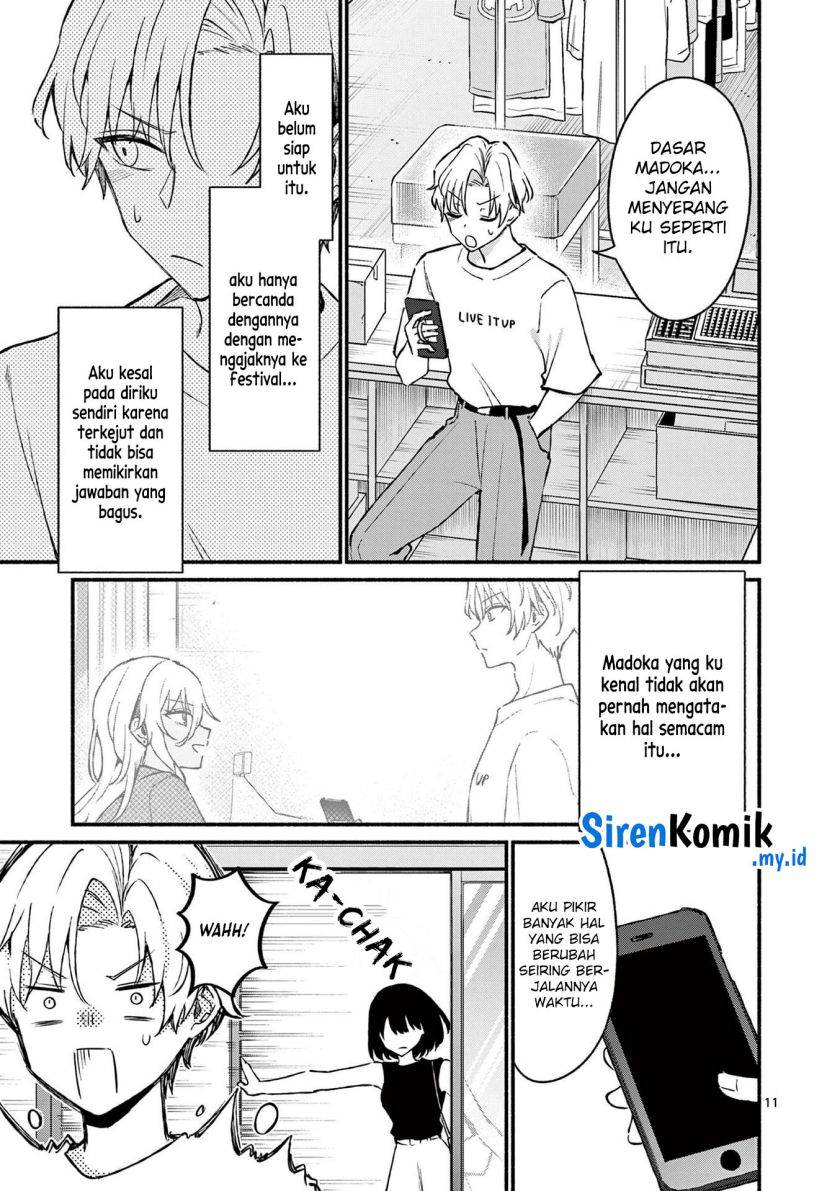 DASAR
MADOKA...
JANGAN
MENYERANG
KU SEPERTI
ITU.
LIVE IT UP
Aku
belum
siap
untuk
itu.
aku hanya
bercanda
dengannya
dengan me-
ngajaknya ke
festival...
Aku kesal
pada diriku
sendiri karena
terkejut dan
tidak bisa
memikirkan
jawaban yang
bagus.
Madoka yang ku
kenal tidak akan
pernah mengata-
kan hal semacam
itu...
UP
SirenKomik
.my.id
AKU PIKIR
BANYAK HAL
YANG BISA
BERUBAH
SEIRING BER-
JALANNYA
WAKTU...
KA-CHAK
WAHH!
11